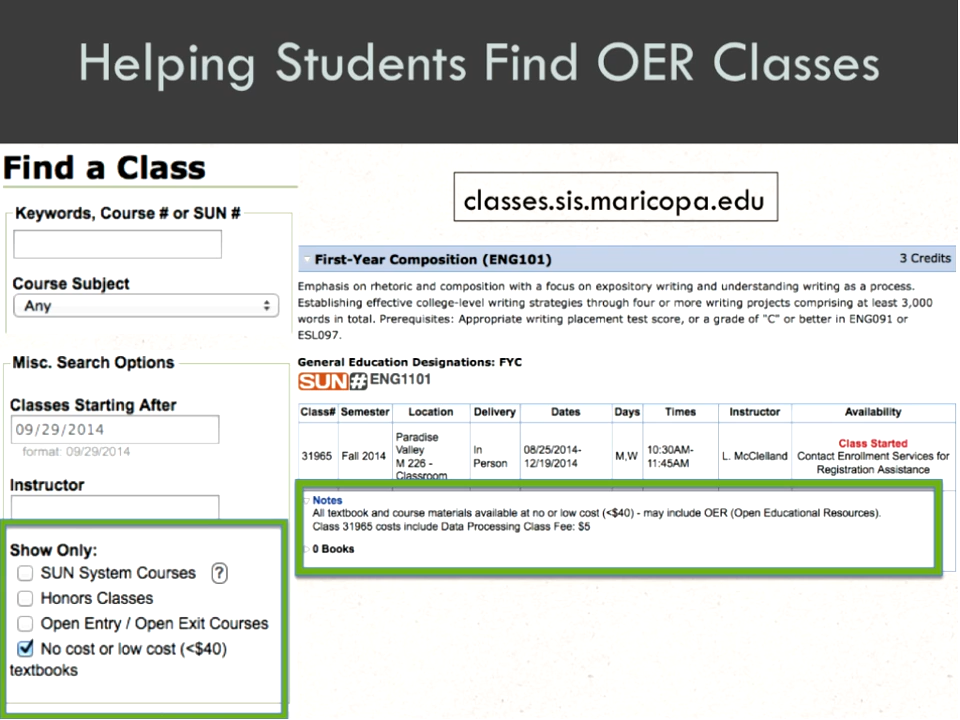 Helping Students Find OER Classes
Find a Class
Keywords, Course # or SUN #
Course Subject
Any
Misc. Search Options
Classes Starting After
09/29/2014
format: 09/29/2014
Instructor
Show Only:
SUN System Courses ?
Honors Classes
Open Entry / Open Exit Courses
No cost or low cost (<$40)
textbooks
classes.sis.maricopa.edu
First-Year Composition (ENG101) 3 Credits
Emphasis on rhetoric and composition with a focus on expository writing and understanding writing as a process.
Establishing effective college-level writing strategies through four or more writing projects comprising at least 3,000
words in total. Prerequisites: Appropriate writing placement test score, or a grade of "C" or better in ENG091 or
ESL097.
General Education Designations: FYC
SUN# ENG1101
Class# Semester Location Delivery Dates Days Times Instructor Availability
31965 Fall 2014 Paradise Valley M 226 - Classroom In Person 08/25/2014-12/19/2014 M,W 10:30AM-11:45AM L. McClelland Class Started Contact Enrollment Services for Registration Assistance
Notes
All textbook and course materials available at no or low cost (<$40) - may include OER (Open Educational Resources).
Class 31965 costs include Data Processing Class Fee: $5
0 Books